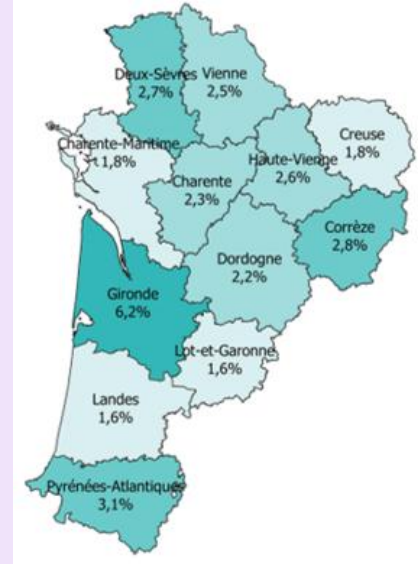 Deux-Sèvres
2,7%
Vienne
2,5%
Charente-Maritime
1,8%
Charente
2,3%
Haute-Vienne
2,6%
Creuse
1,8%
Corrèze
2,8%
Dordogne
2,2%
Gironde
6,2%
Lot-et-Garonne
1,6%
Landes
1,6%
Pyrénées-Atlantiques
3,1%